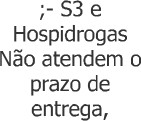 ;- S3 e
Hospidrogas
Não atendem o
prazo de
entrega,